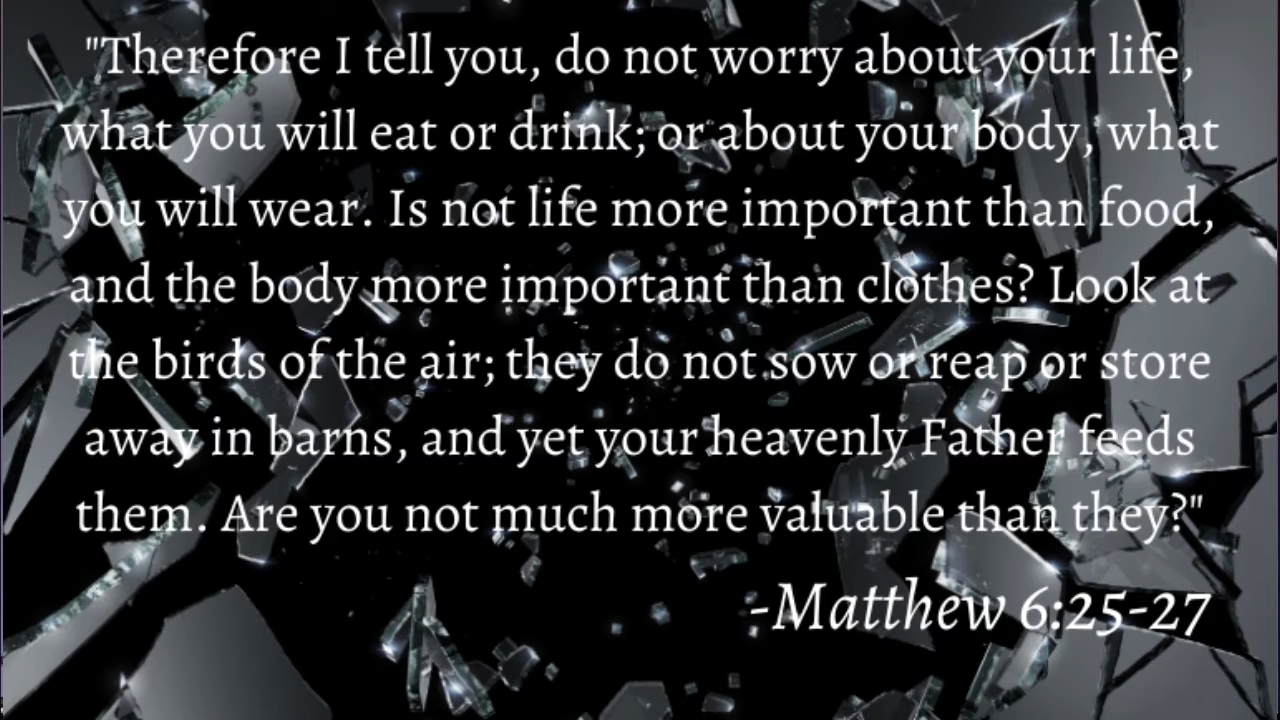 "Therefore I tell you, do not worry about your life,
what you will eat or drink; or about your body, what
you will wear. Is not life more important than food,
and the body more important than clothes? Look at
the birds of the air; they do not sow or reap or store
away in barns, and yet your heavenly Father feeds
them. Are you not much more valuable than they?"
-Matthew 6:25-27